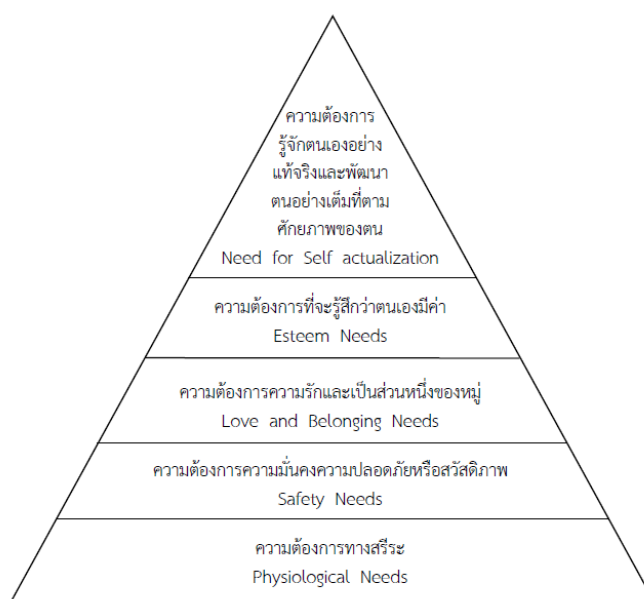 ความต้องการ
รู้จักตนเองอย่าง
แท้จริงและพัฒนา
ตนอย่างเต็มที่ตาม
ศักยภาพของตน
Need for Self actualization
ความต้องการที่จะรู้สึกว่าตนเองมีค่า
Esteem Needs
ความต้องการความรักและเป็นส่วนหนึ่งของหมู่
Love and Belonging Needs
ความต้องการความมั่นคงความปลอดภัยหรือสวัสดิภาพ
Safety Needs
ความต้องการทางสรีระ
Physiological Needs